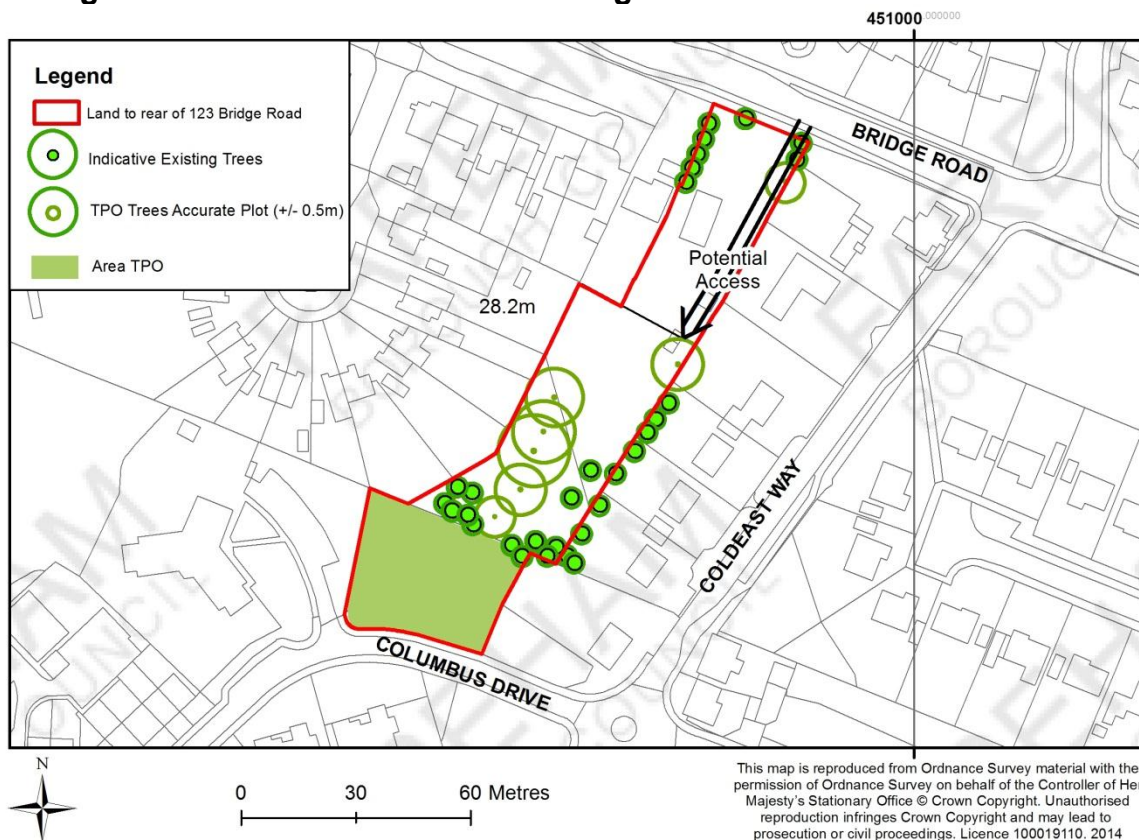 451000.000000
Legend
Land to rear of 123 Bridge Road
Indicative Existing Trees
TPO Trees Accurate Plot (+/- 0.5m)
Area TPO
BRIDGE ROAD
Potential
Access
28.2m
COLDEAST WAY
COLUMBUS DRIVE
N
0 30 60 Metres
This map is reproduced from Ordnance Survey material with the
permission of Ordnance Survey on behalf of the Controller of Her
Majesty's Stationary Office © Crown Copyright. Unauthorised
reproduction infringes Crown Copyright and may lead to
prosecution or civil proceedings. Licence 100019110. 2014